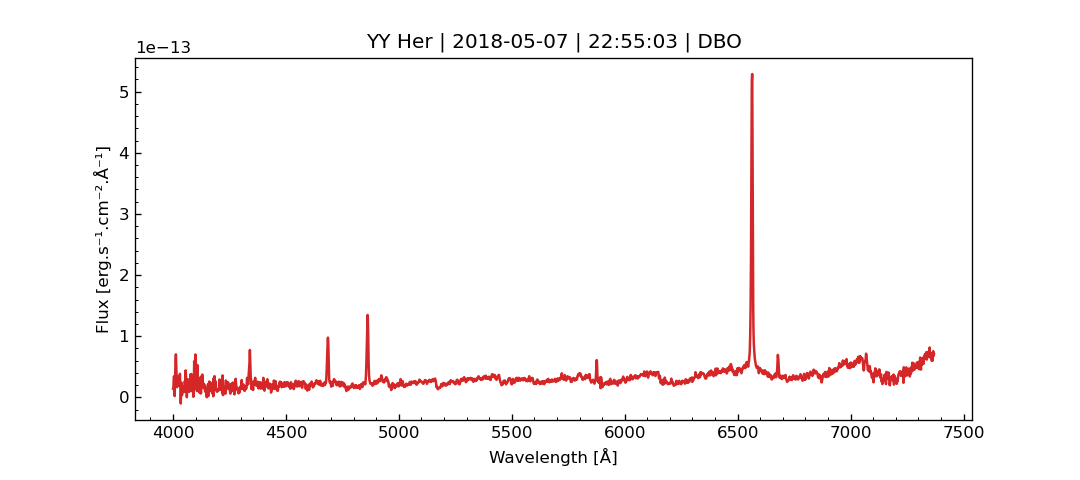 YY Her | 2018-05-07 | 22:55:03 | DBO
1e−13
5
4
3
2
1
0
Flux [erg.s⁻¹.cm⁻².Å⁻¹]
4000 4500 5000 5500 6000 6500 7000 7500
Wavelength [Å]